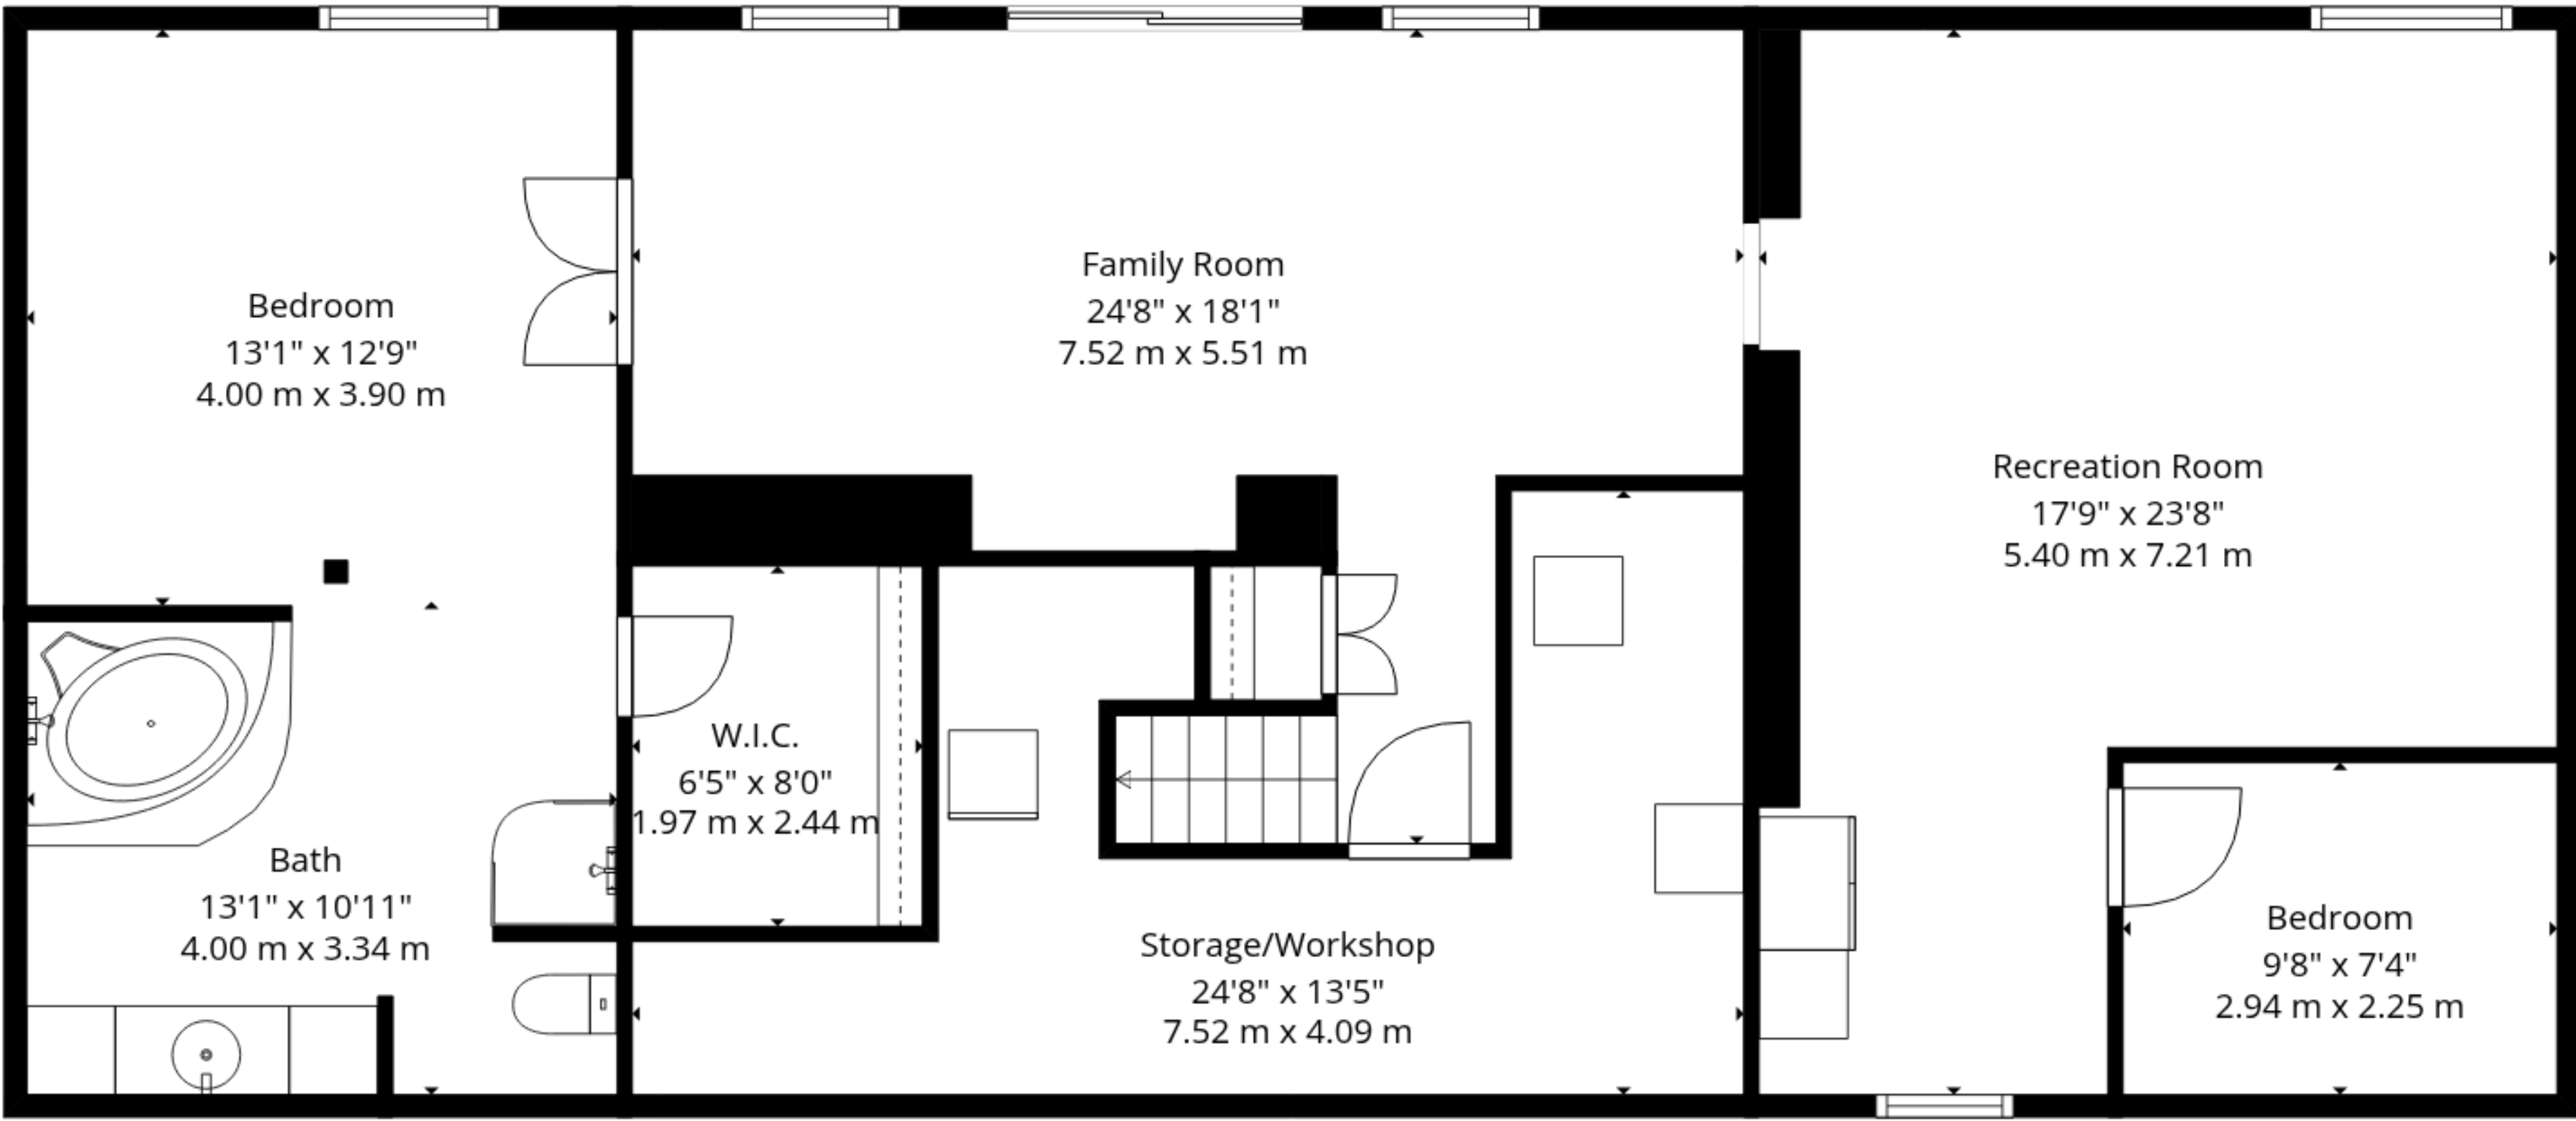 Bedroom
13'1" x 12'9"
4.00 m x 3.90 m
Family Room
24'8" x 18'1"
7.52 m x 5.51 m
Recreation Room
17'9" x 23'8"
5.40 m x 7.21 m
W.I.C.
6'5" x 8'0"
1.97 m x 2.44 m
Bath
13'1" x 10'11"
4.00 m x 3.34 m
Storage/Workshop
24'8" x 13'5"
7.52 m x 4.09 m
Bedroom
9'8" x 7'4"
2.94 m x 2.25 m